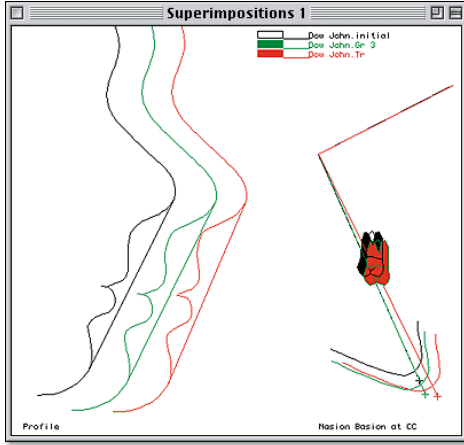 Superimpositions 1
Dow John.initial
Dow John.Gr 3
Dow John.Tr
Profile
Nasion Basion at CC